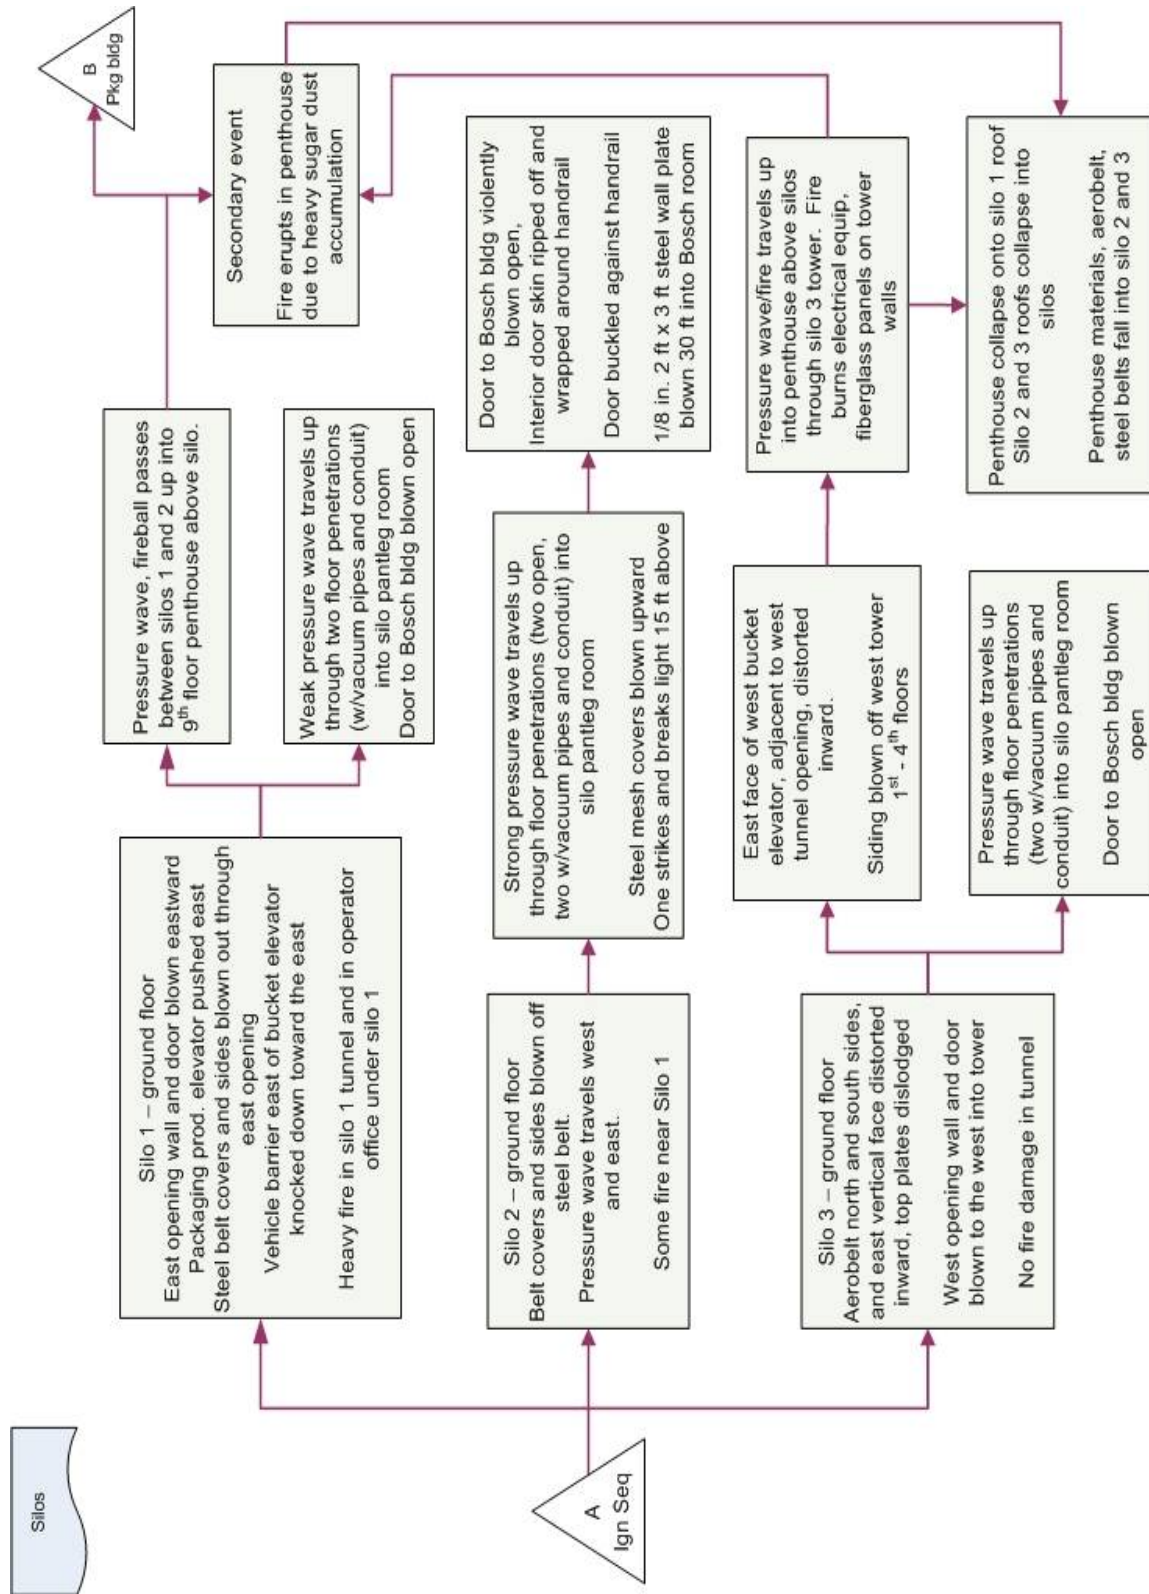 Silos
A
Ign Seq
Silo 1 – ground floor
East opening wall and door blown eastward
Packaging prod. elevator pushed east
Steel belt covers and sides blown out through
east opening
Vehicle barrier east of bucket elevator
knocked down toward the east
Heavy fire in silo 1 tunnel and in operator
office under silo 1
Pressure wave, fireball passes
between silos 1 and 2 up into
9th floor penthouse above silo.
Weak pressure wave travels up
through two floor penetrations
(w/vacuum pipes and conduit)
into silo pantleg room
Door to Bosch bldg blown open
B
Pkg bldg
Secondary event
Fire erupts in penthouse
due to heavy sugar dust
accumulation
Silo 2 – ground floor
Belt covers and sides blown off
steel belt.
Pressure wave travels west
and east.
Some fire near Silo 1
Strong pressure wave travels up
through floor penetrations (two open,
two w/vacuum pipes and conduit) into
silo pantleg room
Steel mesh covers blown upward
One strikes and breaks light 15 ft above
Door to Bosch bldg violently
blown open,
Interior door skin ripped off and
wrapped around handrail
Door buckled against handrail
1/8 in. 2 ft x 3 ft steel wall plate
blown 30 ft into Bosch room
Silo 3 – ground floor
Aerobelt north and south sides,
and east vertical face distorted
inward, top plates dislodged
West opening wall and door
blown to the west into tower
No fire damage in tunnel
East face of west bucket
elevator, adjacent to west
tunnel opening, distorted
inward.
Siding blown off west tower
1st - 4th floors
Pressure wave travels up
through floor penetrations
(two w/vacuum pipes and
conduit) into silo pantleg room
Door to Bosch bldg blown
open
Pressure wave/fire travels up
into penthouse above silos
through silo 3 tower. Fire
burns electrical equip,
fiberglass panels on tower
walls
Penthouse collapse onto silo 1 roof
Silo 2 and 3 roofs collapse into
silos
Penthouse materials, aerobelt,
steel belts fall into silo 2 and 3